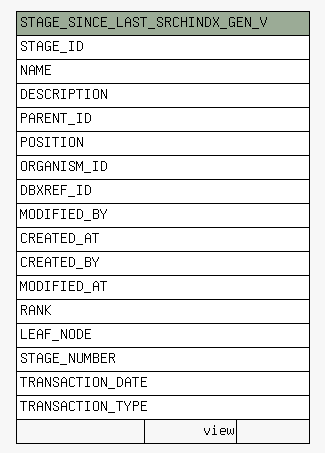 STAGE_SINCE_LAST_SRCHINDX_GEN_V
STAGE_ID
NAME
DESCRIPTION
PARENT_ID
POSITION
ORGANISM_ID
DBXREF_ID
MODIFIED_BY
CREATED_AT
CREATED_BY
MODIFIED_AT
RANK
LEAF_NODE
STAGE_NUMBER
TRANSACTION_DATE
TRANSACTION_TYPE
view